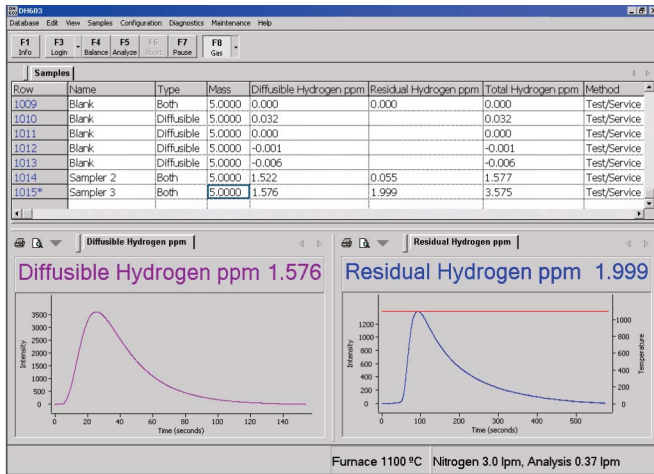 DH603
Database Edit View Samples Configuration Diagnostics Maintenance Help
F1 F3 F4 F5 F6 F7 F8
Info Login Balance Analyze Abort Pause Gas
Samples
Row Name Type Mass Diffusible Hydrogen ppm Residual Hydrogen ppm Total Hydrogen ppm Method
1009 Blank Both 5.0000 0.000 0.000 0.000 Test/Service
1010 Blank Diffusible 5.0000 0.032 0.032 Test/Service
1011 Blank Diffusible 5.0000 0.000 0.000 Test/Service
1012 Blank Diffusible 5.0000 -0.001 -0.001 Test/Service
1013 Blank Diffusible 5.0000 -0.006 -0.006 Test/Service
1014 Sampler 2 Both 5.0000 1.522 0.055 1.577 Test/Service
1015* Sampler 3 Both 5.0000 1.576 1.999 3.575 Test/Service
Diffusible Hydrogen ppm
Diffusible Hydrogen ppm 1.576
Intensity
3500
3000
2500
2000
1500
1000
500
0
0 20 40 60 80 100 120 140
Time (seconds)
Residual Hydrogen ppm
Residual Hydrogen ppm 1.999
Intensity
1200
1000
800
600
400
200
0
0 100 200 300 400 500
Time (seconds)
1000
800
600
400
200
0
Temperature
Furnace 1100 ºC Nitrogen 3.0 lpm, Analysis 0.37 lpm